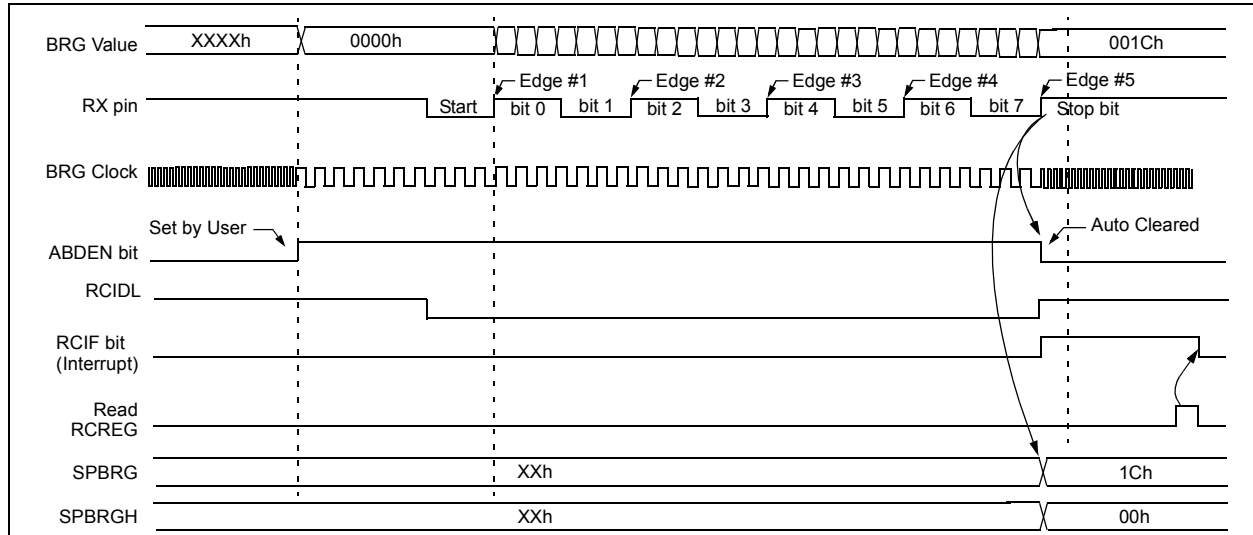 BRG Value XXXXh 0000h 001Ch
Edge #1 Edge #2 Edge #3 Edge #4 Edge #5
RX pin Start bit 0 bit 1 bit 2 bit 3 bit 4 bit 5 bit 6 bit 7 Stop bit
BRG Clock
Set by User Auto Cleared
ABDEN bit
RCIDL
RCIF bit
(Interrupt)
Read
RCREG
SPBRG XXh 1Ch
SPBRGH XXh 00h